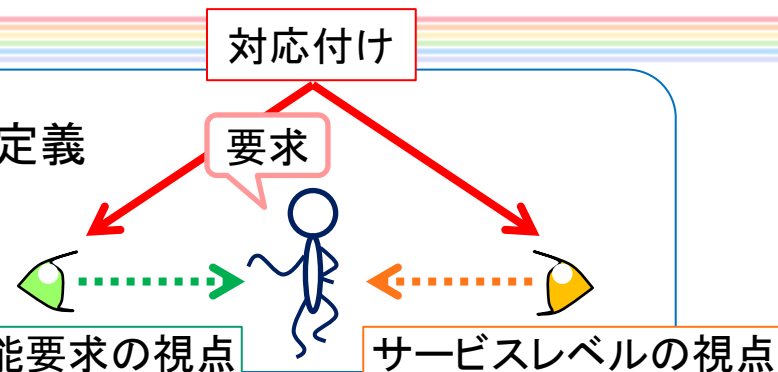 対応付け
定義
要求
能要求の視点
サービスレベルの視点